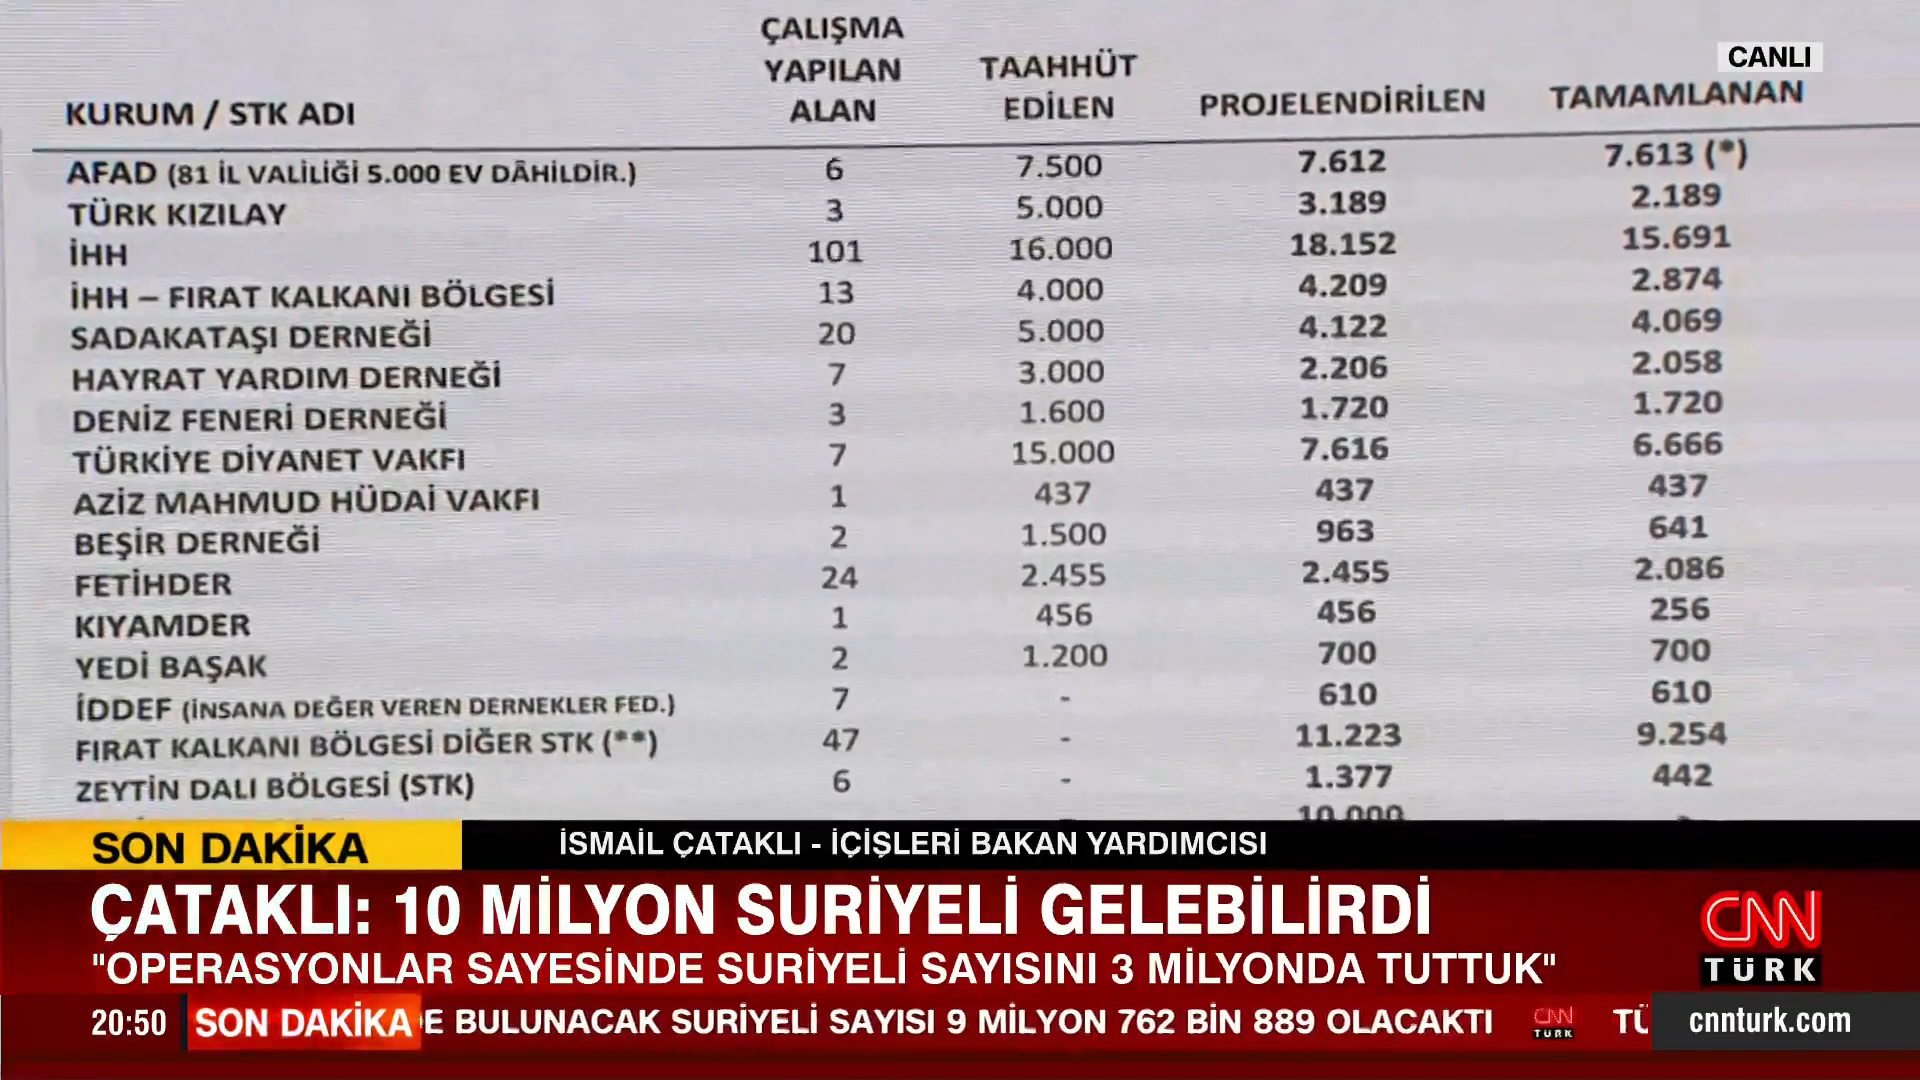 CANLI
KURUM / STK ADI ÇALIŞMA YAPILAN ALAN TAAHHÜT EDİLEN PROJELENDİRİLEN TAMAMLANAN
AFAD (81 İL VALİLİĞİ 5.000 EV DÂHİLDİR.) 6 7.500 7.612 7.613 (*)
TÜRK KIZILAY 3 5.000 3.189 2.189
İHH 101 16.000 18.152 15.691
İHH – FIRAT KALKANI BÖLGESİ 13 4.000 4.209 2.874
SADAKATAŞI DERNEĞİ 20 5.000 4.122 4.069
HAYRAT YARDIM DERNEĞİ 7 3.000 2.206 2.058
DENİZ FENERİ DERNEĞİ 3 1.600 1.720 1.720
TÜRKİYE DİYANET VAKFI 7 15.000 7.616 6.666
AZİZ MAHMUD HÜDAİ VAKFI 1 437 437 437
BEŞİR DERNEĞİ 2 1.500 963 641
FETİHDER 24 2.455 2.455 2.086
KIYAMDER 1 456 456 256
YEDİ BAŞAK 2 1.200 700 700
İDDEF (İNSANA DEĞER VEREN DERNEKLER FED.) 7 - 610 610
FIRAT KALKANI BÖLGESİ DİĞER STK (**) 47 - 11.223 9.254
ZEYTİN DALI BÖLGESİ (STK) 6 - 1.377 442
10.000
SON DAKİKA İSMAİL ÇATAKLI - İÇİŞLERİ BAKAN YARDIMCISI
ÇATAKLI: 10 MİLYON SURİYELİ GELEBİLİRDİ
"OPERASYONLAR SAYESİNDE SURİYELİ SAYISINI 3 MİLYONDA TUTTUK"
CNN TÜRK
20:50 SON DAKİKA E BULUNACAK SURİYELİ SAYISI 9 MİLYON 762 BİN 889 OLACAKTI CNN TÜRK TÜ cnnturk.com